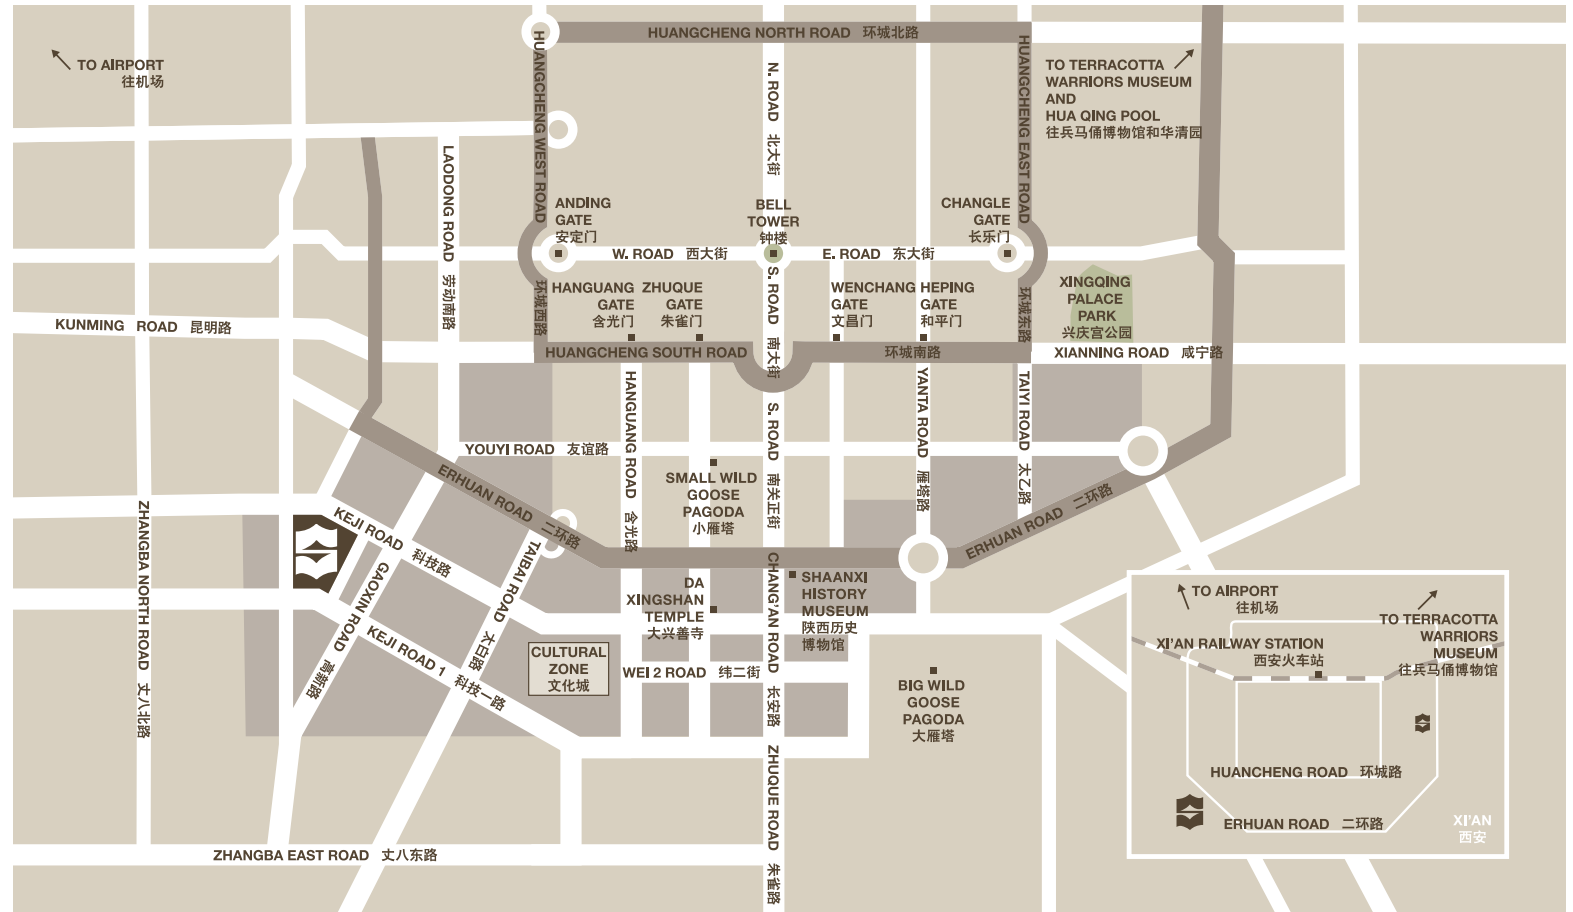 HUANGCHENG NORTH ROAD 环城北路
TO AIRPORT
往机场
HUANGCHENG WEST ROAD
环城西路
N. ROAD 北大街
HUANGCHENG EAST ROAD
环城东路
TO TERRACOTTA
WARRIORS MUSEUM
AND
HUA QING POOL
往兵马俑博物馆和华清园
LAODONG ROAD 劳动南路
ANDING
GATE
安定门
BELL
TOWER
钟楼
CHANGLE
GATE
长乐门
W. ROAD 西大街
E. ROAD 东大街
S. ROAD 南大街
HANGUANG
GATE
含光门
ZHUQUE
GATE
朱雀门
WENCHANG
GATE
文昌门
HEPING
GATE
和平门
XINGQING
PALACE
PARK
兴庆宫公园
KUNMING ROAD 昆明路
HUANGCHENG SOUTH ROAD
环城南路
XIANNING ROAD 咸宁路
HANGUANG ROAD 含光路
S. ROAD 南关正街
YANTA ROAD 雁塔路
TAIYI ROAD 太乙路
YOUYI ROAD 友谊路
ERHUAN ROAD 二环路
SMALL WILD
GOOSE
PAGODA
小雁塔
ERHUAN ROAD 二环路
ZHANGBA NORTH ROAD 丈八北路
KEJI ROAD 科技路
GAOXIN ROAD 高新路
TAIBAI ROAD 太白路
KEJI ROAD 1 科技一路
DA
XINGSHAN
TEMPLE
大兴善寺
CHANG'AN ROAD 长安路
SHAANXI
HISTORY
MUSEUM
陕西历史
博物馆
CULTURAL
ZONE
文化城
WEI 2 ROAD 纬二街
BIG WILD
GOOSE
PAGODA
大雁塔
ZHUQUE ROAD 朱雀路
ZHANGBA EAST ROAD 丈八东路
TO AIRPORT
往机场
TO TERRACOTTA
WARRIORS
MUSEUM
往兵马俑博物馆
XI'AN RAILWAY STATION
西安火车站
HUANCHENG ROAD 环城路
ERHUAN ROAD 二环路
XI'AN
西安